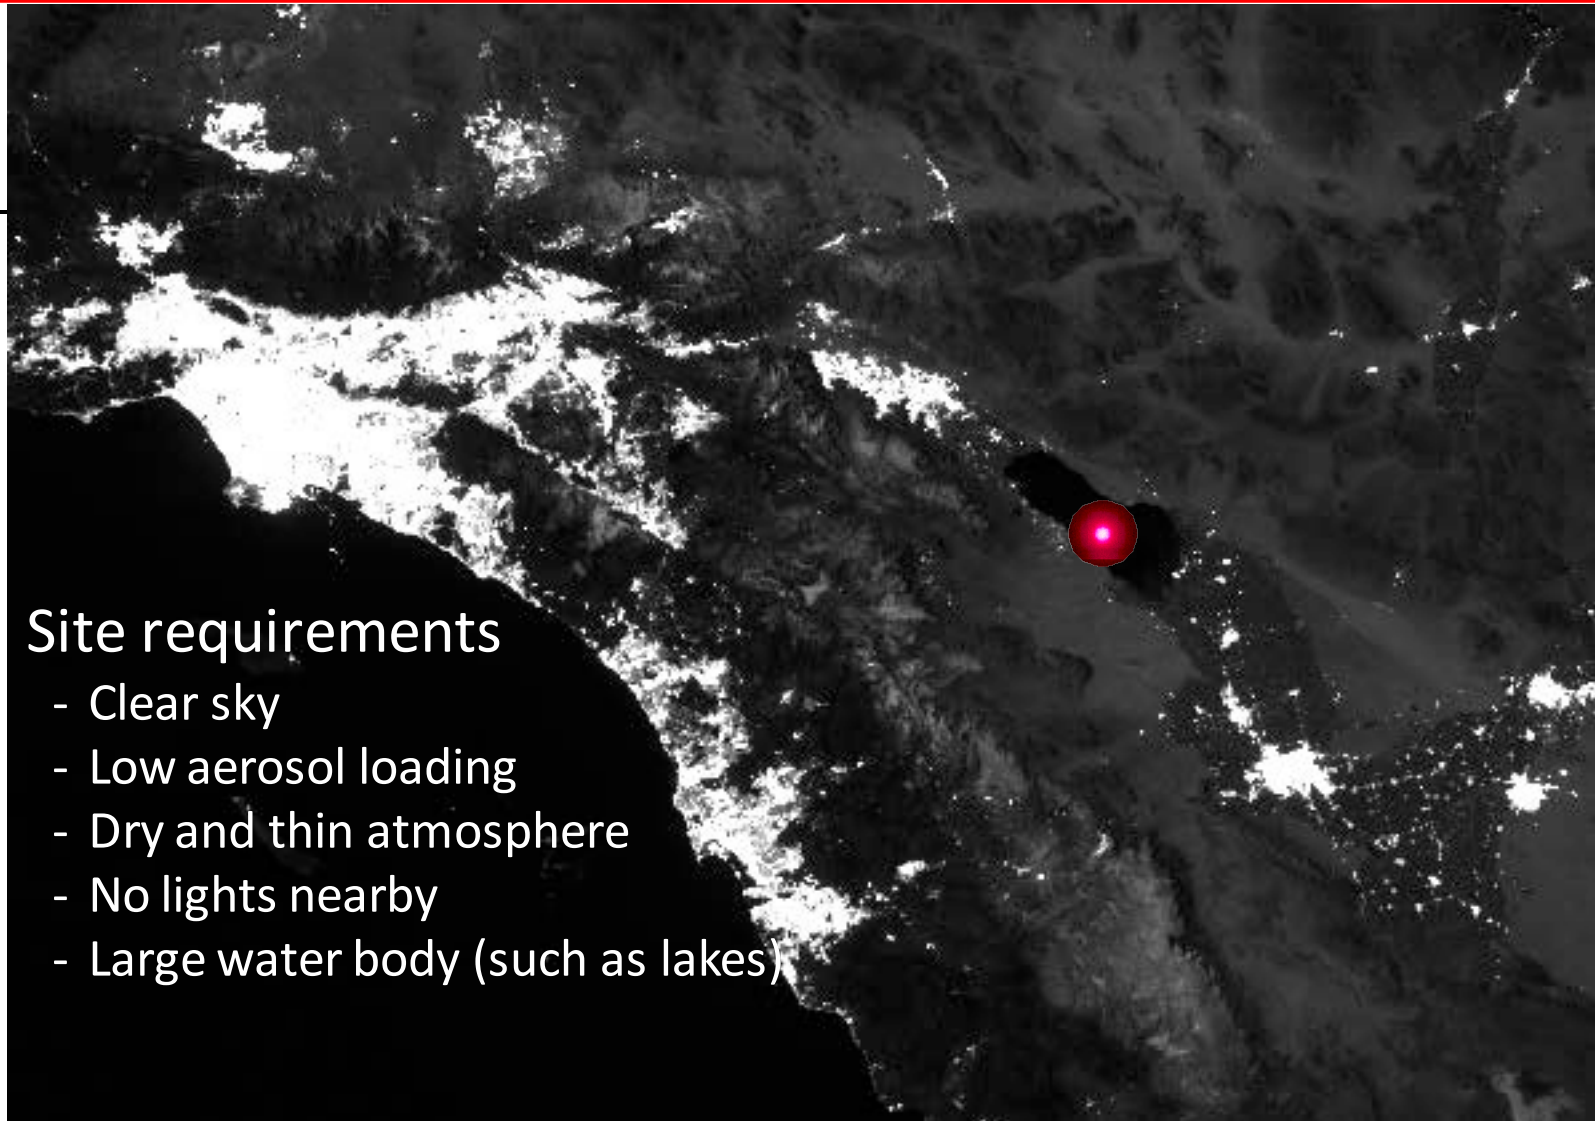 Site requirements
- Clear sky
- Low aerosol loading
- Dry and thin atmosphere
- No lights nearby
- Large water body (such as lakes)